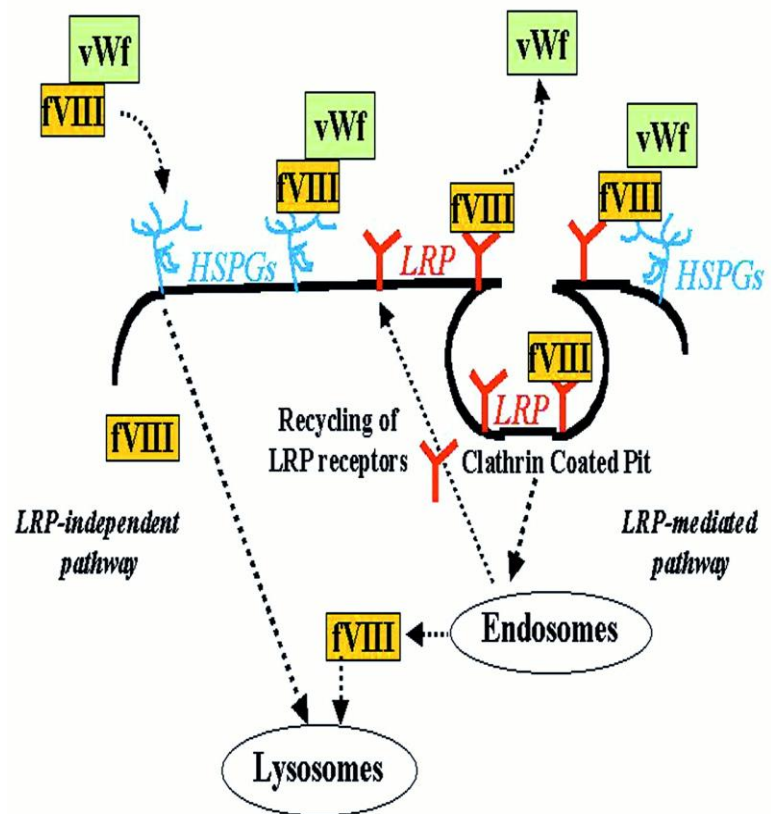 vWf
fVIII
vWf
fVIII
vWf
fVIII
vWf
fVIII
HSPGs
LRP
HSPGs
fVIII
LRP
fVIII
Recycling of
LRP receptors
Clathrin Coated Pit
LRP-independent
pathway
LRP-mediated
pathway
Endosomes
fVIII
Lysosomes